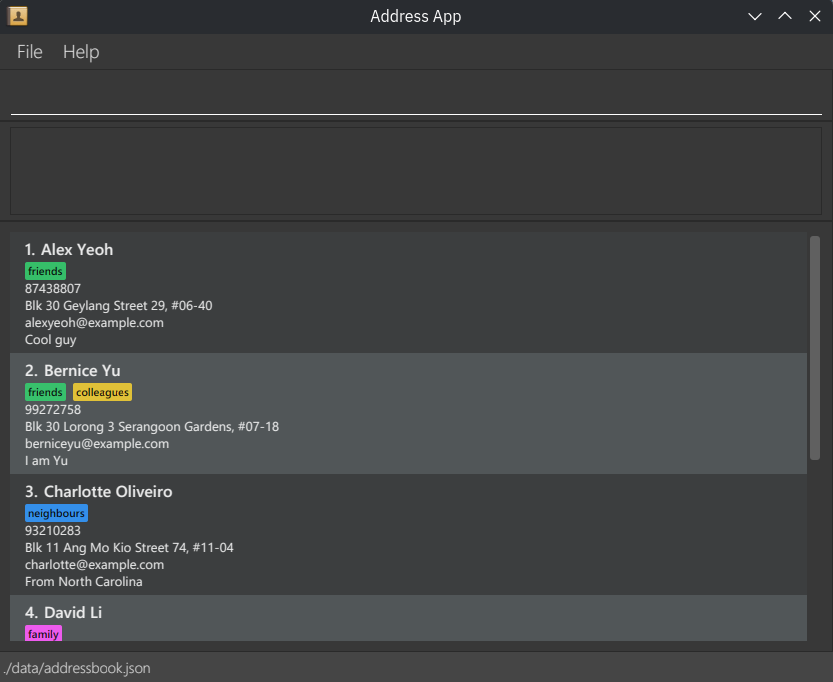 Address App
File Help
1. Alex Yeoh
friends
87438807
Blk 30 Geylang Street 29, #06-40
alexyeoh@example.com
Cool guy
2. Bernice Yu
friends colleagues
99272758
Blk 30 Lorong 3 Serangoon Gardens, #07-18
berniceyu@example.com
I am Yu
3. Charlotte Oliveiro
neighbours
93210283
Blk 11 Ang Mo Kio Street 74, #11-04
charlotte@example.com
From North Carolina
4. David Li
family
./data/addressbook.json